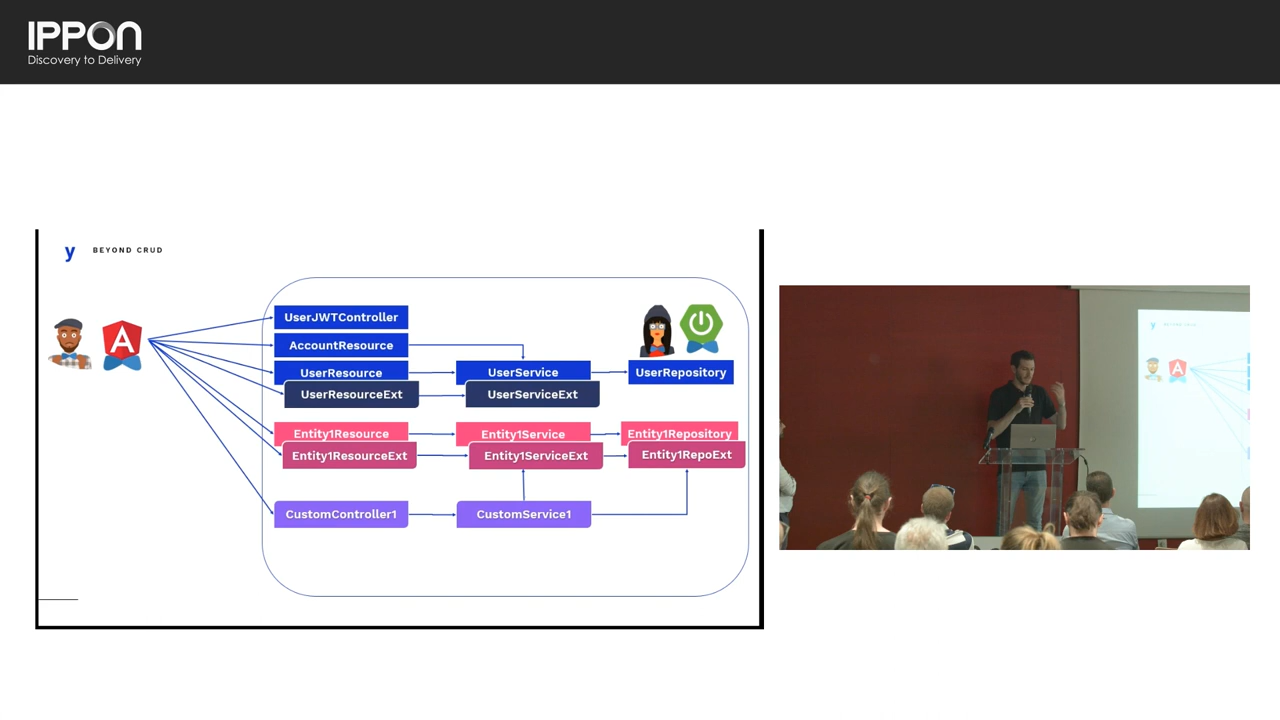 IPPON
Discovery to Delivery
y BEYOND CRUD
UserJWTController
AccountResource
UserResource
UserService
UserRepository
UserResourceExt
UserServiceExt
Entity1Resource
Entity1Service
Entity1Repository
Entity1ResourceExt
Entity1ServiceExt
Entity1RepoExt
CustomController1
CustomService1
A